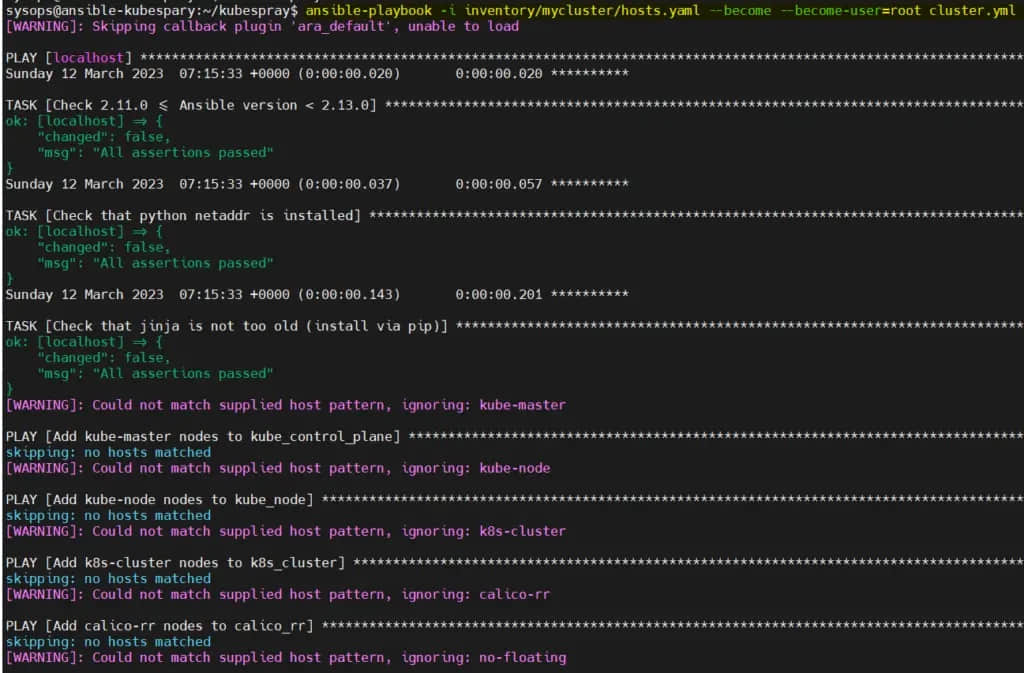 sysops@ansible-kubespary:~/kubespray$ ansible-playbook -i inventory/mycluster/hosts.yaml --become --become-user=root cluster.yml
[WARNING]: Skipping callback plugin 'ara_default', unable to load
PLAY [localhost] *****************************************************************************************************************
Sunday 12 March 2023  07:15:33 +0000 (0:00:00.020)       0:00:00.020 **********
TASK [Check 2.11.0 ≤ Ansible version < 2.13.0] **********************************************************************************
ok: [localhost] ⇒ {
    "changed": false,
    "msg": "All assertions passed"
}
Sunday 12 March 2023  07:15:33 +0000 (0:00:00.037)       0:00:00.057 **********
TASK [Check that python netaddr is installed] ************************************************************************************
ok: [localhost] ⇒ {
    "changed": false,
    "msg": "All assertions passed"
}
Sunday 12 March 2023  07:15:33 +0000 (0:00:00.143)       0:00:00.201 **********
TASK [Check that jinja is not too old (install via pip)] *************************************************************************
ok: [localhost] ⇒ {
    "changed": false,
    "msg": "All assertions passed"
}
[WARNING]: Could not match supplied host pattern, ignoring: kube-master
PLAY [Add kube-master nodes to kube_control_plane] *******************************************************************************
skipping: no hosts matched
[WARNING]: Could not match supplied host pattern, ignoring: kube-node
PLAY [Add kube-node nodes to kube_node] ******************************************************************************************
skipping: no hosts matched
[WARNING]: Could not match supplied host pattern, ignoring: k8s-cluster
PLAY [Add k8s-cluster nodes to k8s_cluster] **************************************************************************************
skipping: no hosts matched
[WARNING]: Could not match supplied host pattern, ignoring: calico-rr
PLAY [Add calico-rr nodes to calico_rr] ******************************************************************************************
skipping: no hosts matched
[WARNING]: Could not match supplied host pattern, ignoring: no-floating